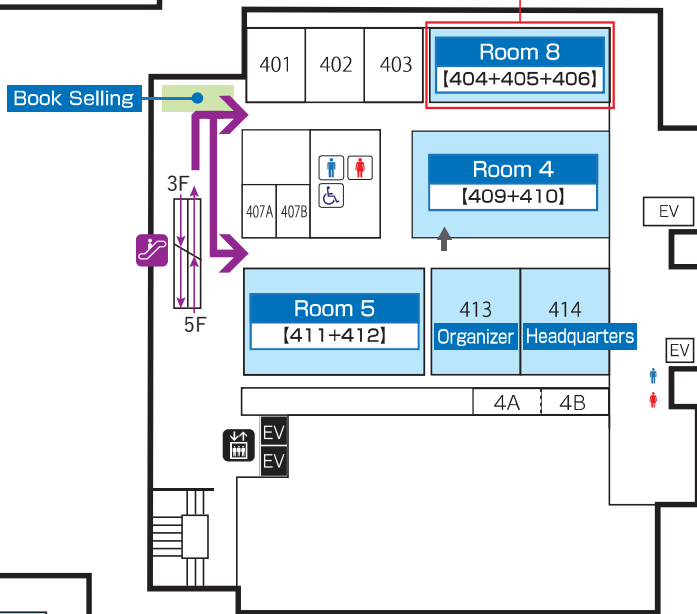 401
402
403
Room 8
【404+405+406】
Book Selling
3F
407A
407B
Room 4
【409+410】
EV
5F
Room 5
【411+412】
413
Organizer
414
Headquarters
EV
4A
4B
EV
EV